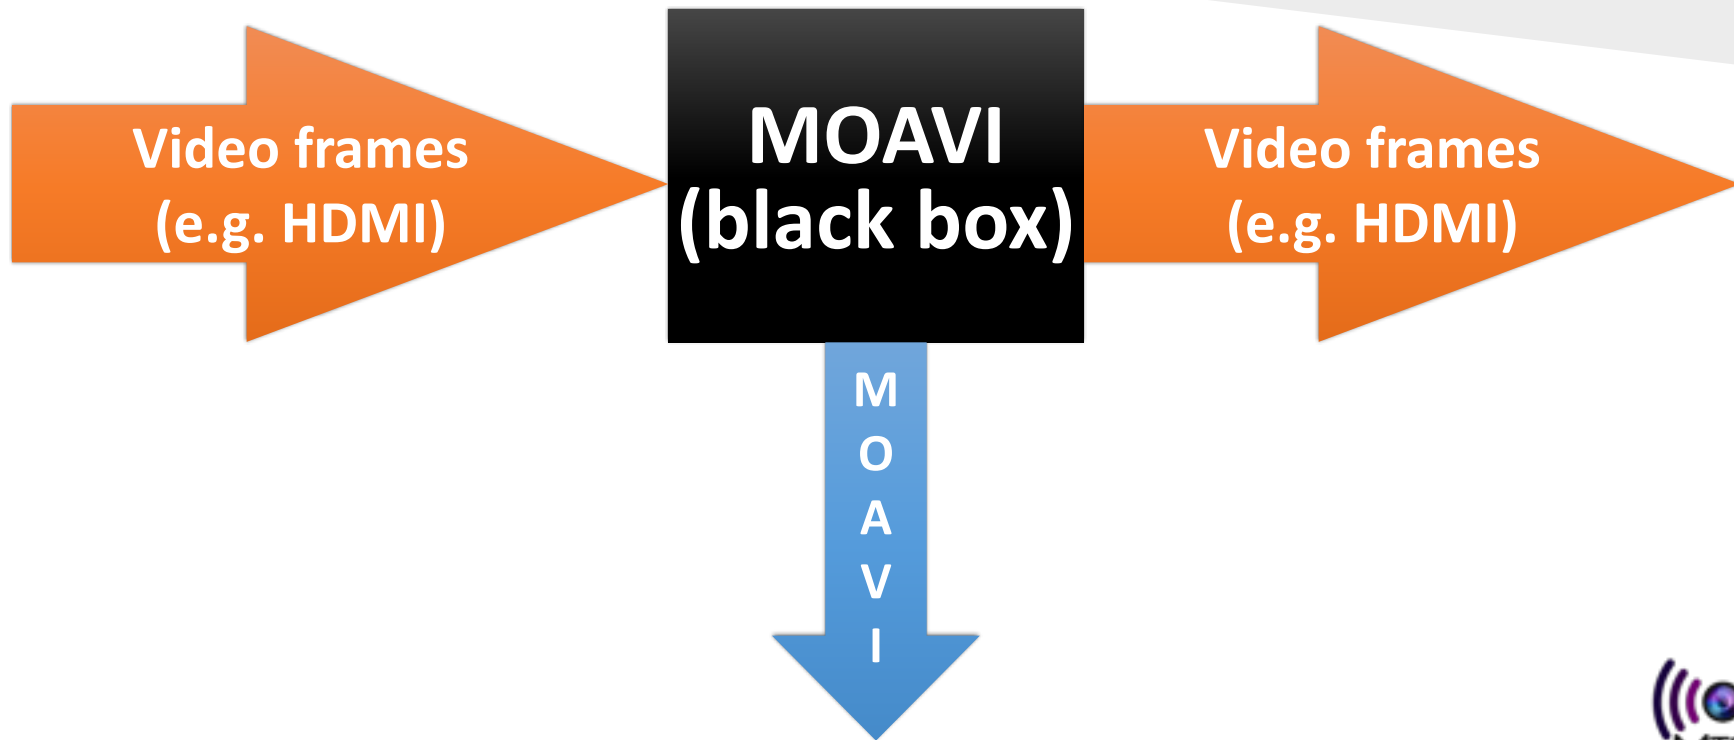 Video frames
(e.g. HDMI)
MOAVI
(black box)
Video frames
(e.g. HDMI)
M
O
A
V
I